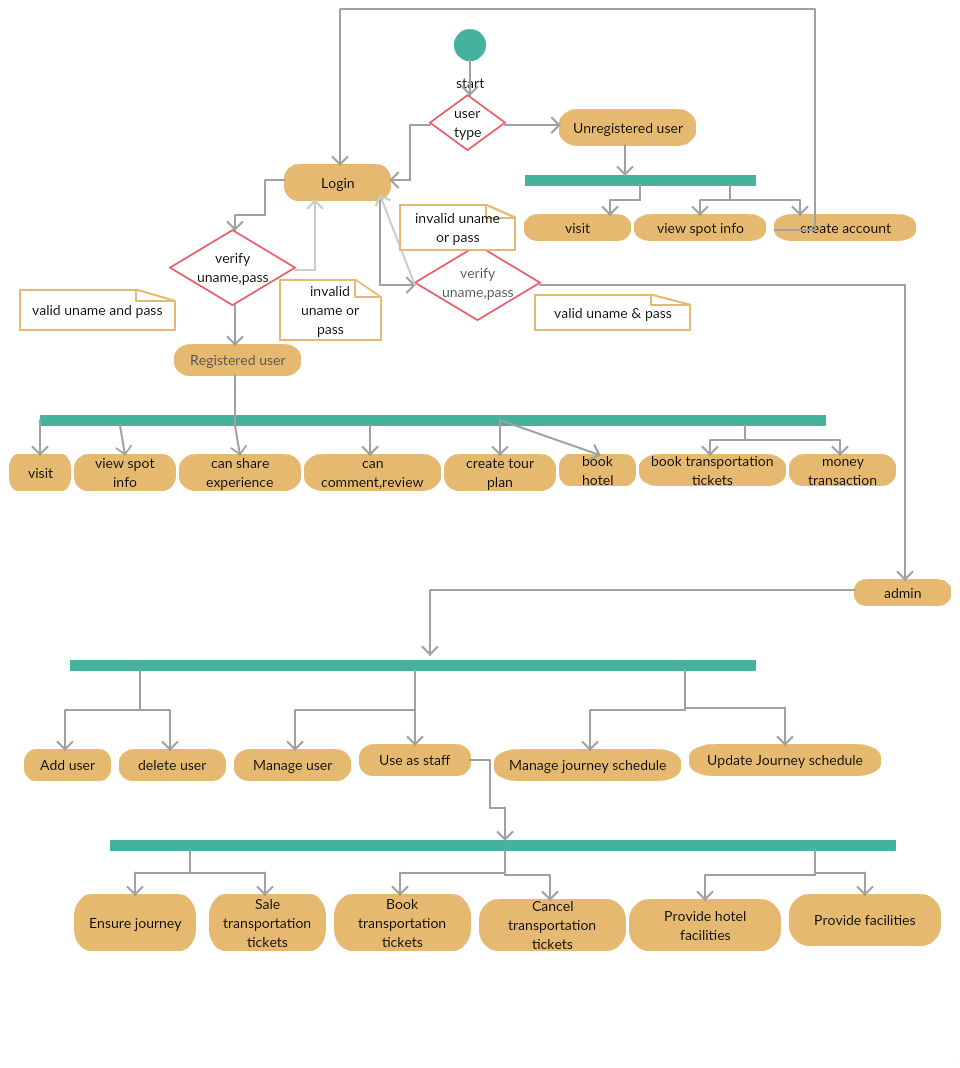 start
user
type
Unregistered user
Login
invalid uname
or pass
visit
view spot info
create account
verify
uname,pass
verify
uname,pass
valid uname and pass
invalid
uname or
pass
valid uname & pass
Registered user
visit
view spot
info
can share
experience
can
comment,review
create tour
plan
book
hotel
book transportation
tickets
money
transaction
admin
Add user
delete user
Manage user
Use as staff
Manage journey schedule
Update Journey schedule
Ensure journey
Sale
transportation
tickets
Book
transportation
tickets
Cancel
transportation
tickets
Provide hotel
facilities
Provide facilities